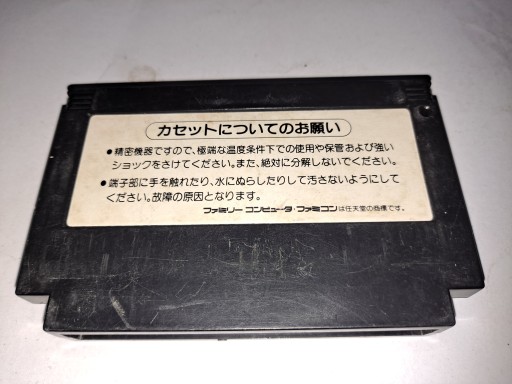 カセットについてのお願い
●精密機器ですので、極端な温度条件下での使用や保管および強い
ショックをさけてください。また、絶対に分解しないでください。
●端子部に手を触れたり、水にぬらしたりして汚さないようにして
ください。故障の原因となります。
ファミリー コンピュータ・ファミコンは任天堂の商標です。